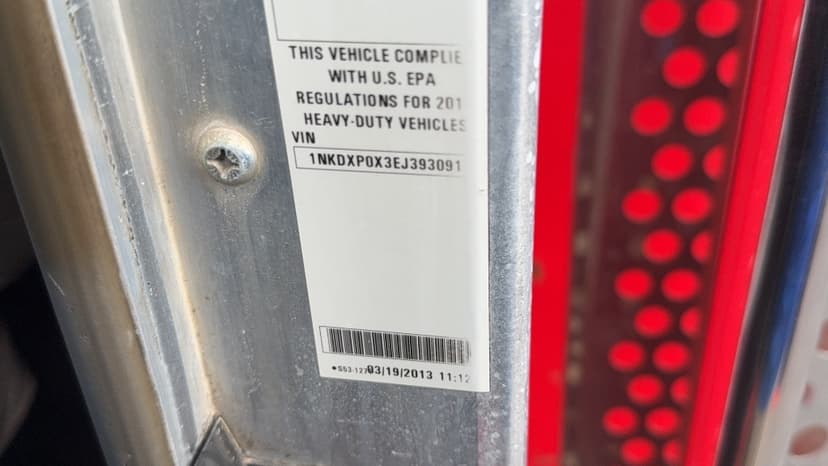 THIS VEHICLE COMPLIE
WITH U.S. EPA
REGULATIONS FOR 201
HEAVY-DUTY VEHICLES
VIN
1NKDXP0X3EJ393091
03/19/2013 11:12